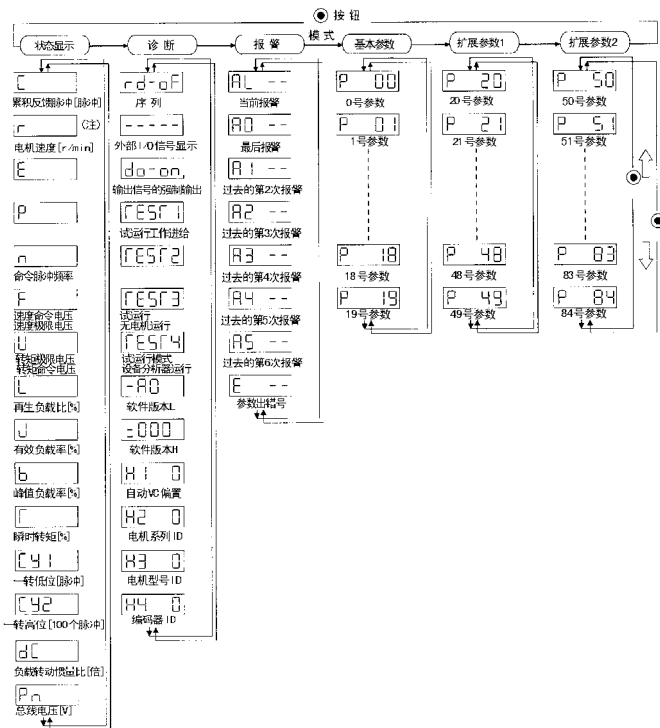 按钮
模式
状态显示
诊断
报警
基本参数
扩展参数1
扩展参数2
C
累积反馈脉冲[脉冲]
r
(注)
电机速度[r/min]
E
P
n
命令脉冲频率
F
速度命令电压
速度极限电压
U
转矩极限电压
转矩命令电压
L
再生负载比[%]
J
有效负载率[%]
b
峰值负载率[%]
T
瞬时转矩[%]
Cy1
一转低位[脉冲]
Cy2
一转高位[100个脉冲]
dC
负载转动惯量比[倍]
Pn
总线电压[V]
rd-oF
序列
-----
外部I/O信号显示
do-on
输出信号的强制输出
TEST1
试运行工作进给
TEST2
TEST3
试运行
无电机运行
TEST4
试运行模式
设备分析器运行
-A0
软件版本L
-000
软件版本H
H1 0
自动VC偏置
H2 0
电机系列ID
H3 0
电机型号ID
H4 0
编码器ID
AL --
当前报警
A0 --
最后报警
A1 --
过去的第2次报警
A2 --
过去的第3次报警
A3 --
过去的第4次报警
A4 --
过去的第5次报警
A5 --
过去的第6次报警
E --
参数出错号
P 00
0号参数
P 01
1号参数
P 18
18号参数
P 19
19号参数
P 20
20号参数
P 21
21号参数
P 48
48号参数
P 49
49号参数
P 50
50号参数
P 51
51号参数
P 83
83号参数
P 84
84号参数